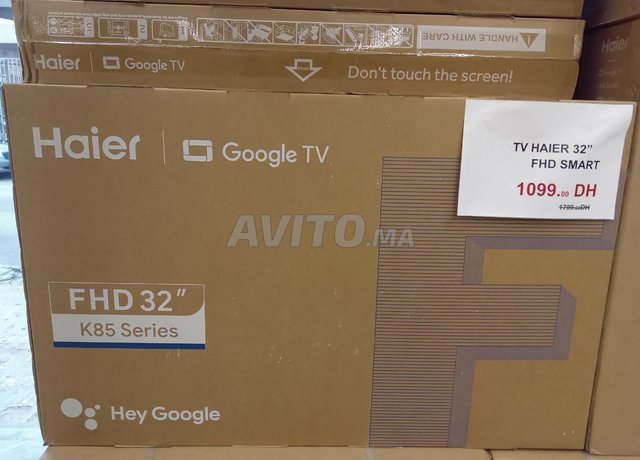 HANDLE WITH CARE
Haier Google TV
Don't touch the screen!
Haier Google TV
TV HAIER 32”
FHD SMART
1099.00 DH
1799.00DH
AVITO.MA
FHD 32"
K85 Series
Hey Google